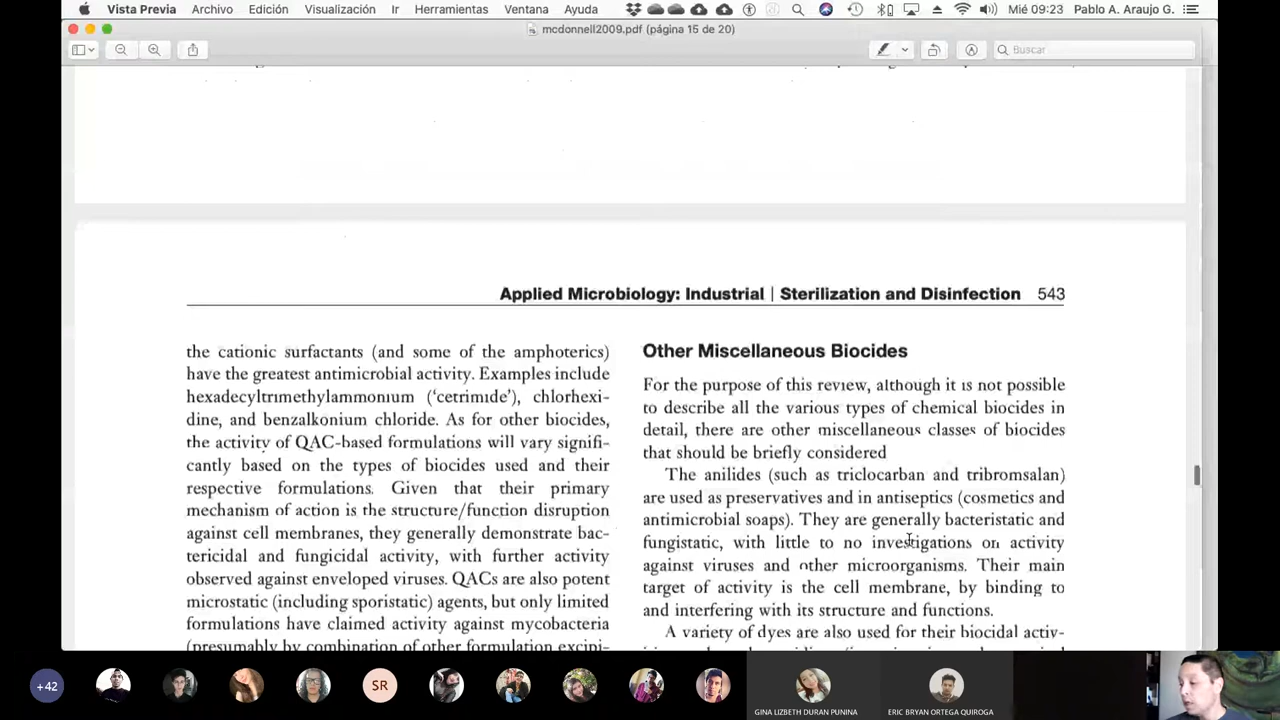 Vista Previa Archivo Edición Visualización Ir Herramientas Ventana Ayuda Mié 09:23 Pablo A. Araujo G.
mcdonnell2009.pdf (página 15 de 20)
Buscar
Applied Microbiology: Industrial | Sterilization and Disinfection 543
the cationic surfactants (and some of the amphoterics)
have the greatest antimicrobial activity. Examples include
hexadecyltrimethylammonium ('cetrimide'), chlorhexi-
dine, and benzalkonium chloride. As for other biocides,
the activity of QAC-based formulations will vary signifi-
cantly based on the types of biocides used and their
respective formulations. Given that their primary
mechanism of action is the structure/function disruption
against cell membranes, they generally demonstrate bac-
tericidal and fungicidal activity, with further activity
observed against enveloped viruses. QACs are also potent
microstatic (including sporistatic) agents, but only limited
formulations have claimed activity against mycobacteria
(presumably by combination of other formulation excipi-
Other Miscellaneous Biocides
For the purpose of this review, although it is not possible
to describe all the various types of chemical biocides in
detail, there are other miscellaneous classes of biocides
that should be briefly considered
The anilides (such as triclocarban and tribromsalan)
are used as preservatives and in antiseptics (cosmetics and
antimicrobial soaps). They are generally bacteristatic and
fungistatic, with little to no investigations on activity
against viruses and other microorganisms. Their main
target of activity is the cell membrane, by binding to
and interfering with its structure and functions.
A variety of dyes are also used for their biocidal activ-
+42
SR
GINA LIZBETH DURAN PUNINA
ERIC BRYAN ORTEGA QUIROGA